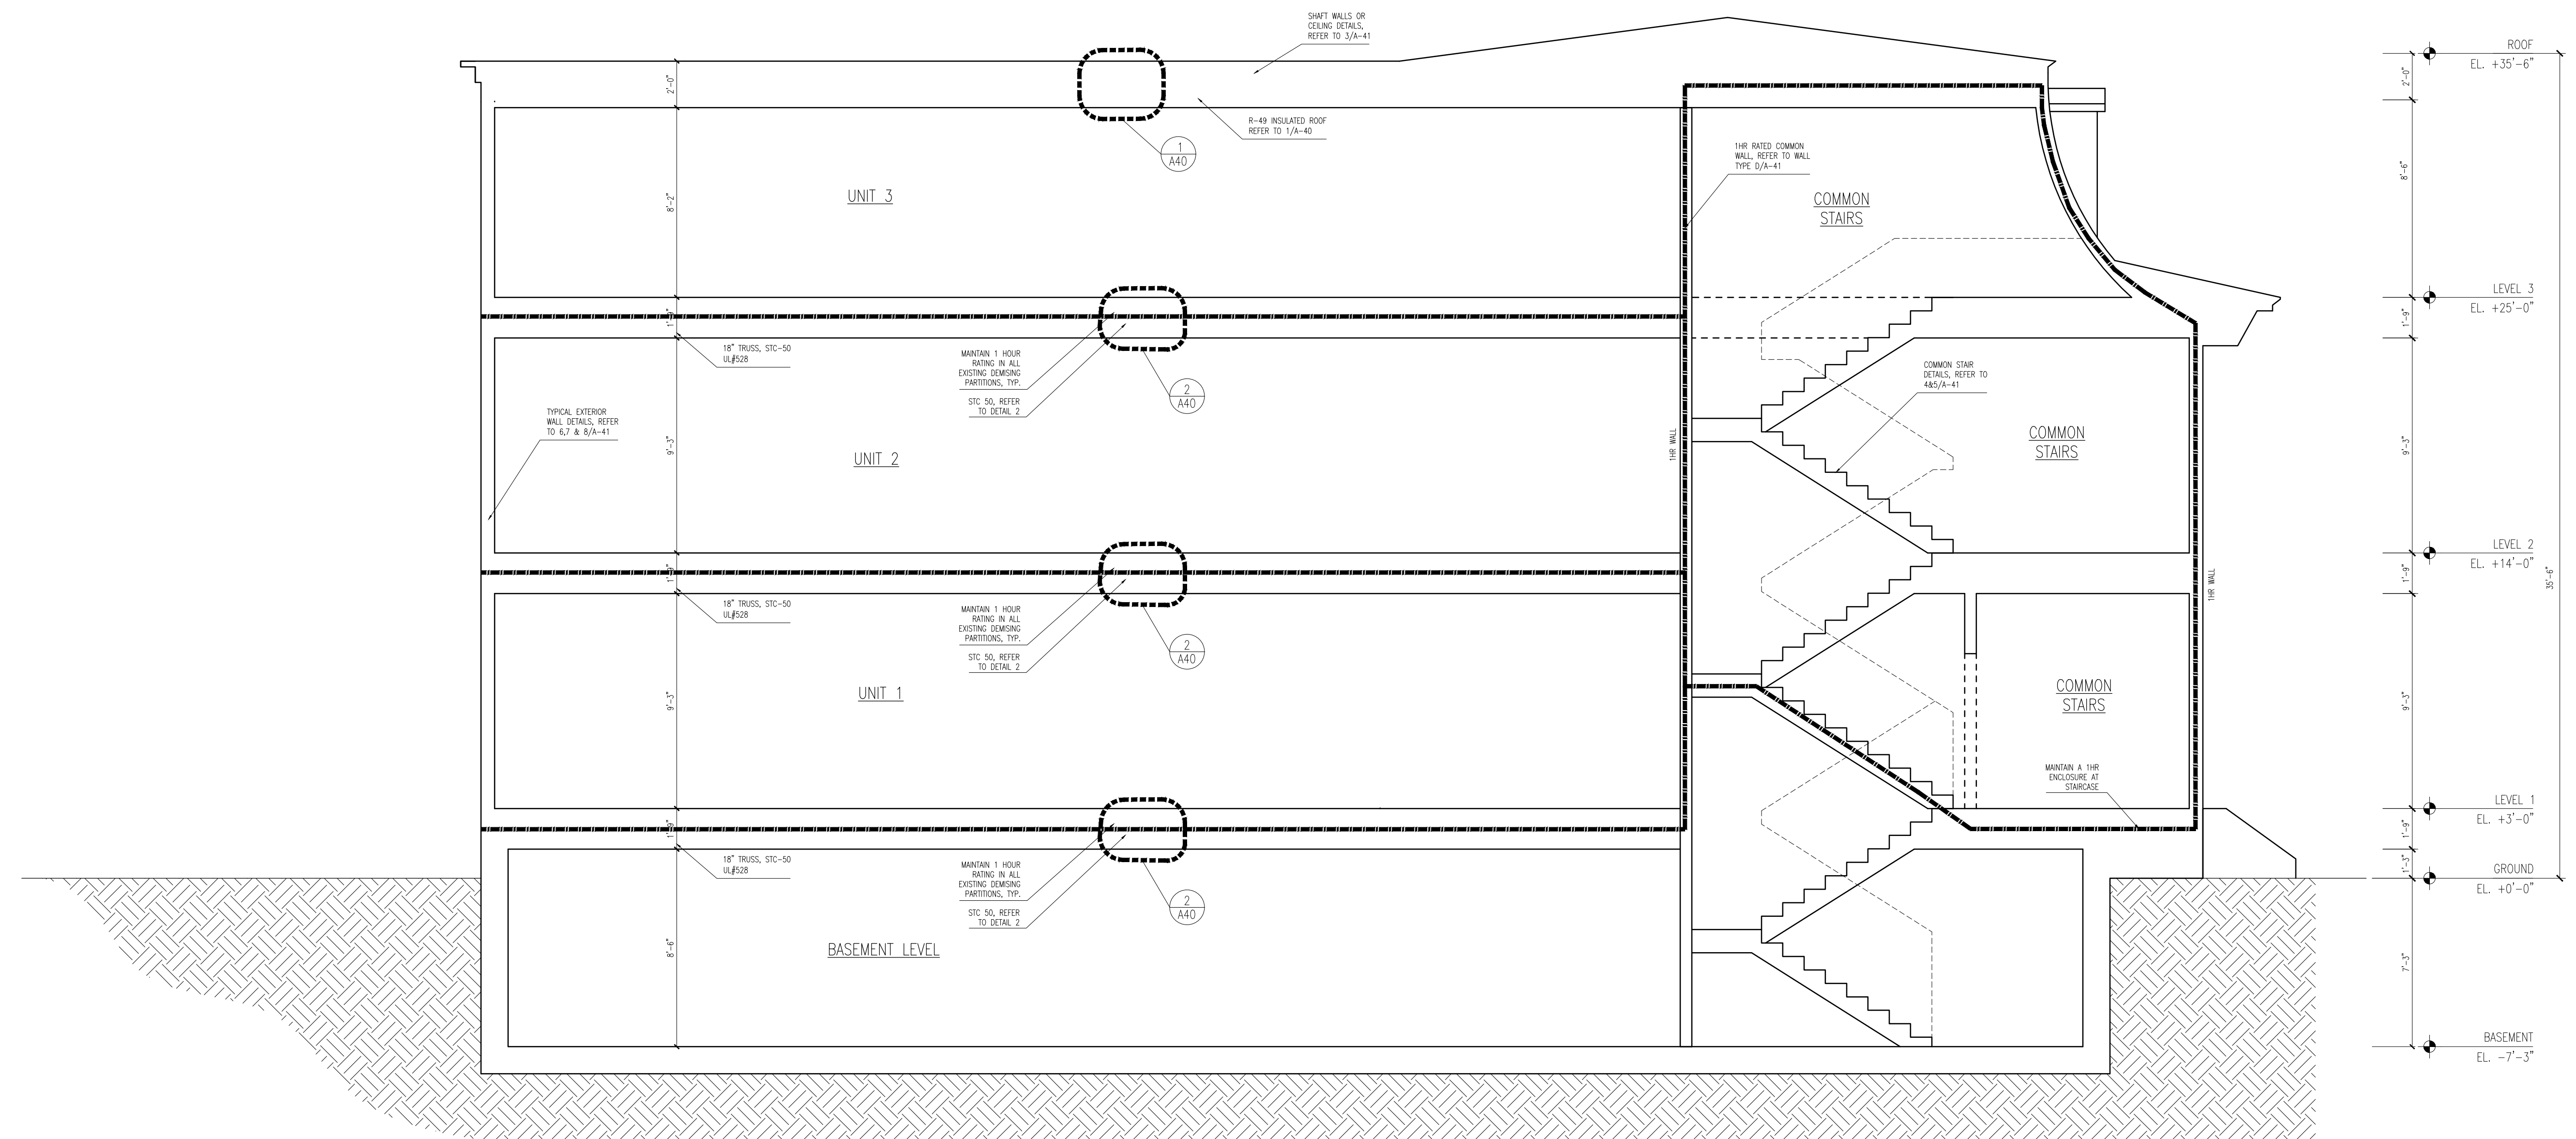 SHAFT WALLS OR
CEILING DETAILS,
REFER TO 3/A-41
ROOF
EL. +35'-6"
2'-0"
2'-0"
R-49 INSULATED ROOF
REFER TO 1/A-40
1
A40
1HR RATED COMMON
WALL, REFER TO WALL
TYPE D/A-41
8'-6"
UNIT 3
8'-2"
COMMON
STAIRS
LEVEL 3
EL. +25'-0"
1'-9"
1'-9"
18" TRUSS, STC-50
UL#528
MAINTAIN 1 HOUR
RATING IN ALL
EXISTING DEMISING
PARTITIONS, TYP.
STC 50, REFER
TO DETAIL 2
2
A40
COMMON STAIR
DETAILS, REFER TO
4&5/A-41
TYPICAL EXTERIOR
WALL DETAILS, REFER
TO 6,7 & 8/A-41
9'-3"
UNIT 2
1HR WALL
COMMON
STAIRS
9'-3"
LEVEL 2
EL. +14'-0"
1'-9"
1'-9"
35'-6"
1HR WALL
18" TRUSS, STC-50
UL#528
MAINTAIN 1 HOUR
RATING IN ALL
EXISTING DEMISING
PARTITIONS, TYP.
STC 50, REFER
TO DETAIL 2
2
A40
9'-3"
UNIT 1
COMMON
STAIRS
9'-3"
MAINTAIN A 1HR
ENCLOSURE AT
STAIRCASE
LEVEL 1
EL. +3'-0"
1'-9"
1'-9"
18" TRUSS, STC-50
UL#528
MAINTAIN 1 HOUR
RATING IN ALL
EXISTING DEMISING
PARTITIONS, TYP.
STC 50, REFER
TO DETAIL 2
2
A40
1'-3"
GROUND
EL. +0'-0"
8'-6"
BASEMENT LEVEL
7'-3"
BASEMENT
EL. -7'-3"